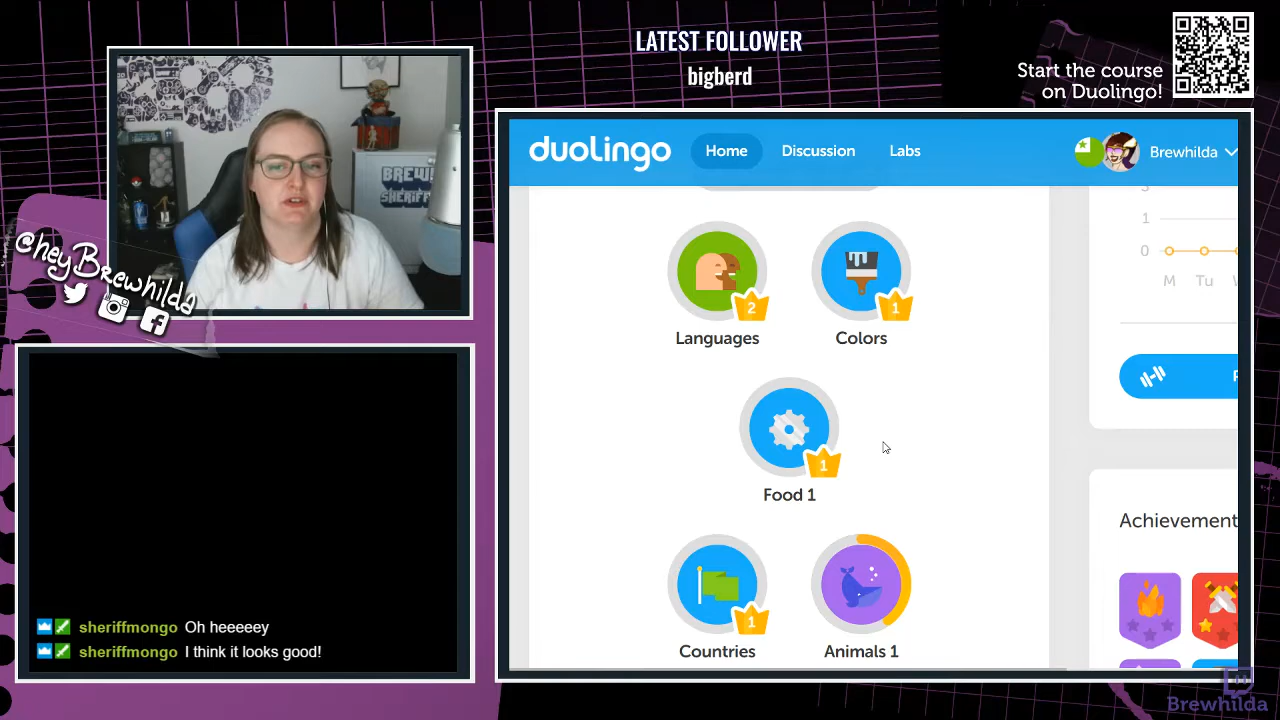 LATEST FOLLOWER
bigberd
Start the course
on Duolingo!
BREW!
SHERIFF
@heyBrewhilda
duolingo
Home
Discussion
Labs
Brewhilda
1
0
M
Tu
2
1
Languages
Colors
1
Food 1
1
Countries
Animals 1
Achievement
sheriffmongo Oh heeeeey
sheriffmongo I think it looks good!
Brewhilda